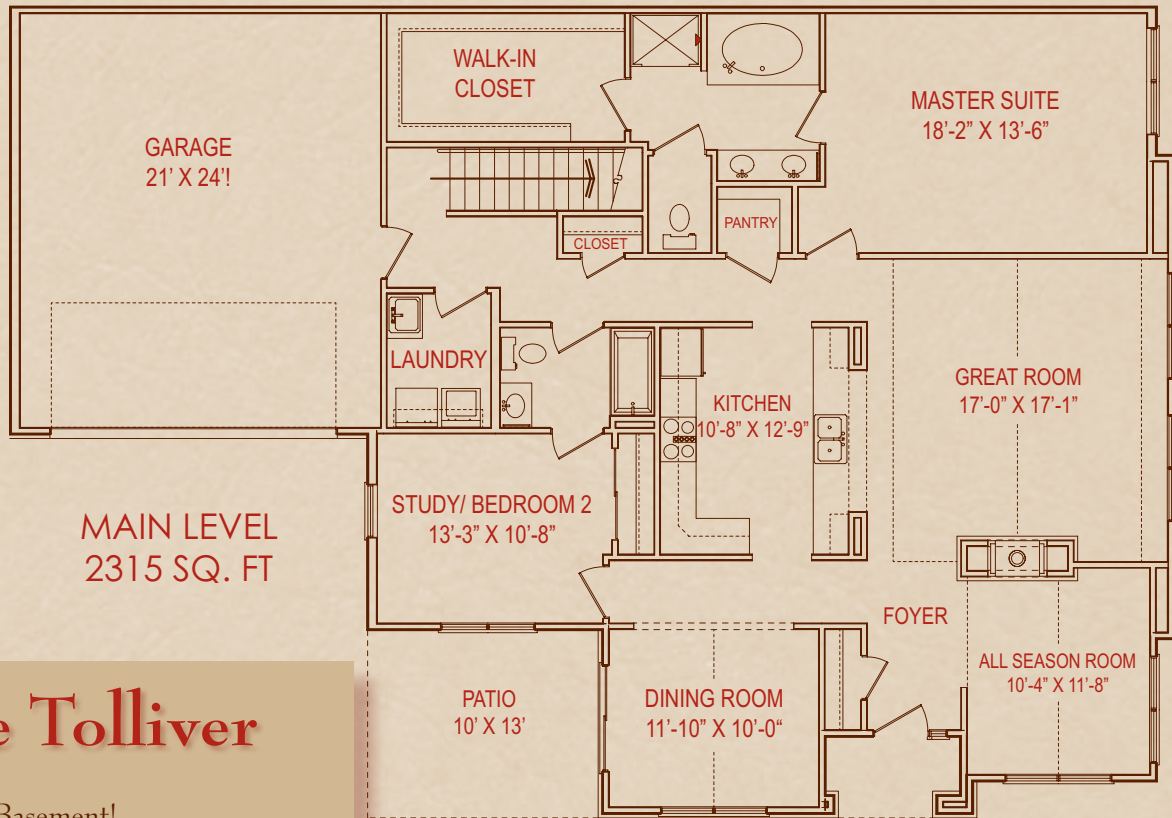 WALK-IN
CLOSET
MASTER SUITE
18'-2” X 13'-6”
GARAGE
21' X 24'!
PANTRY
CLOSET
LAUNDRY
KITCHEN
10'-8” X 12'-9”
GREAT ROOM
17'-0” X 17'-1”
STUDY/ BEDROOM 2
13'-3” X 10'-8”
MAIN LEVEL
2315 SQ. FT
FOYER
ALL SEASON ROOM
10'-4” X 11'-8”
PATIO
10' X 13'
DINING ROOM
11'-10” X 10'-0“
Tolliver
Basement!